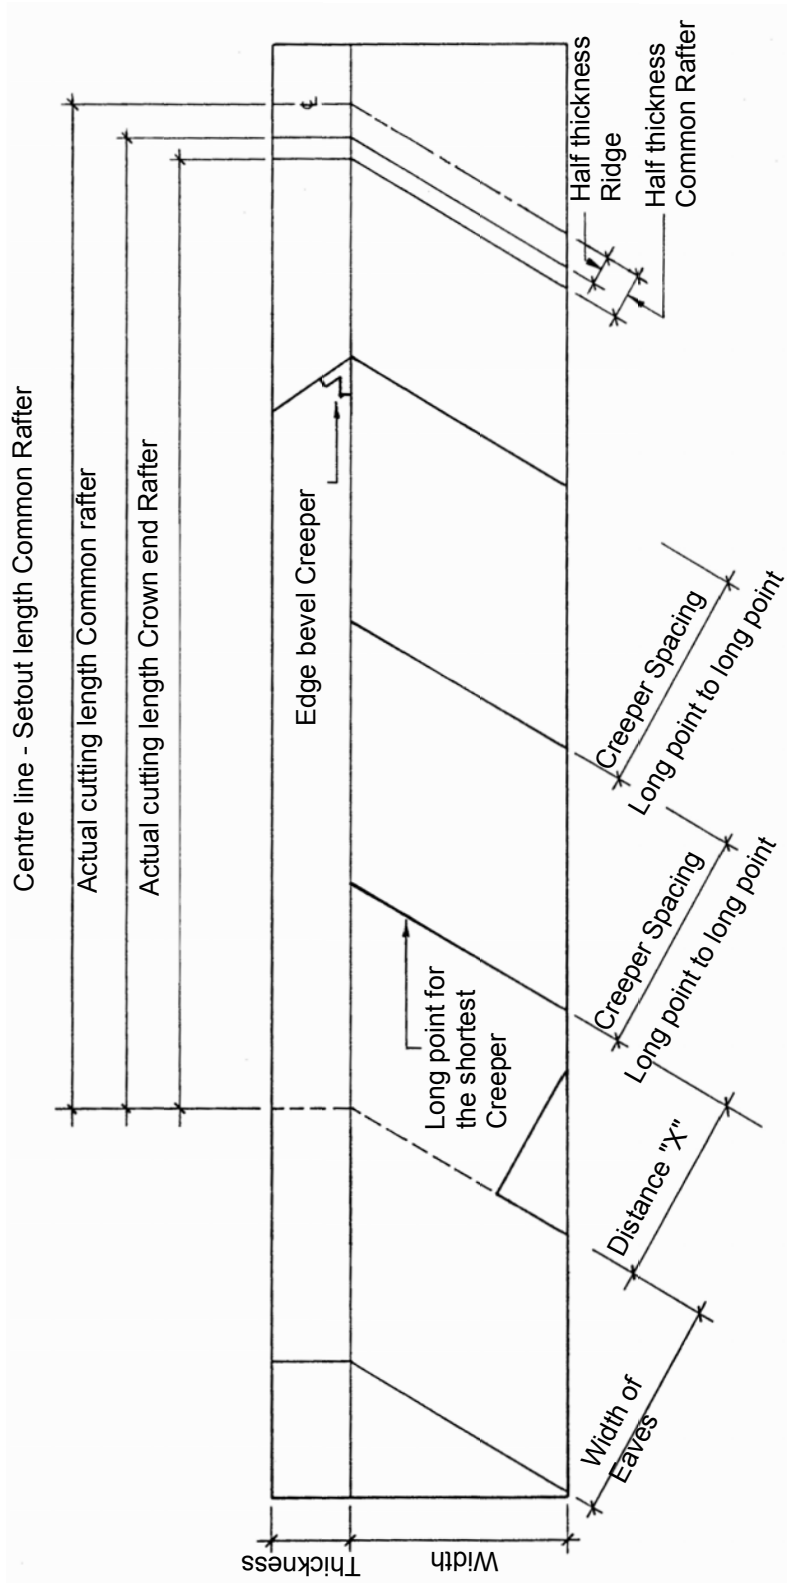 Centre line - Setout length Common Rafter
Actual cutting length Common rafter
Actual cutting length Crown end Rafter
℄
Half thickness
Ridge
Half thickness
Common Rafter
Edge bevel Creeper
Long point for
the shortest
Creeper
Creeper Spacing
Long point to long point
Creeper Spacing
Long point to long point
Distance "X"
Width of
Eaves
Thickness
Width